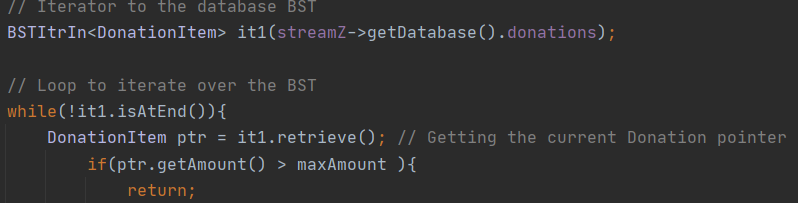 // Iterator to the database BST
BSTItrIn<DonationItem> it1(streamZ->getDatabase().donations);
// Loop to iterate over the BST
while(!it1.isAtEnd()){
DonationItem ptr = it1.retrieve(); // Getting the current Donation pointer
if(ptr.getAmount() > maxAmount ){
return;